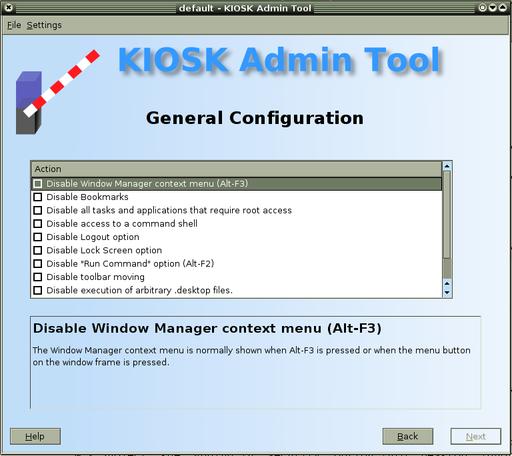 default - KIOSK Admin Tool
File Settings
KIOSK Admin Tool
General Configuration
Action
Disable Window Manager context menu (Alt-F3)
Disable Bookmarks
Disable all tasks and applications that require root access
Disable access to a command shell
Disable Logout option
Disable Lock Screen option
Disable "Run Command" option (Alt-F2)
Disable toolbar moving
Disable execution of arbitrary .desktop files.
Disable Window Manager context menu (Alt-F3)
The Window Manager context menu is normally shown when Alt-F3 is pressed or when the menu button
on the window frame is pressed.
Help Back Next